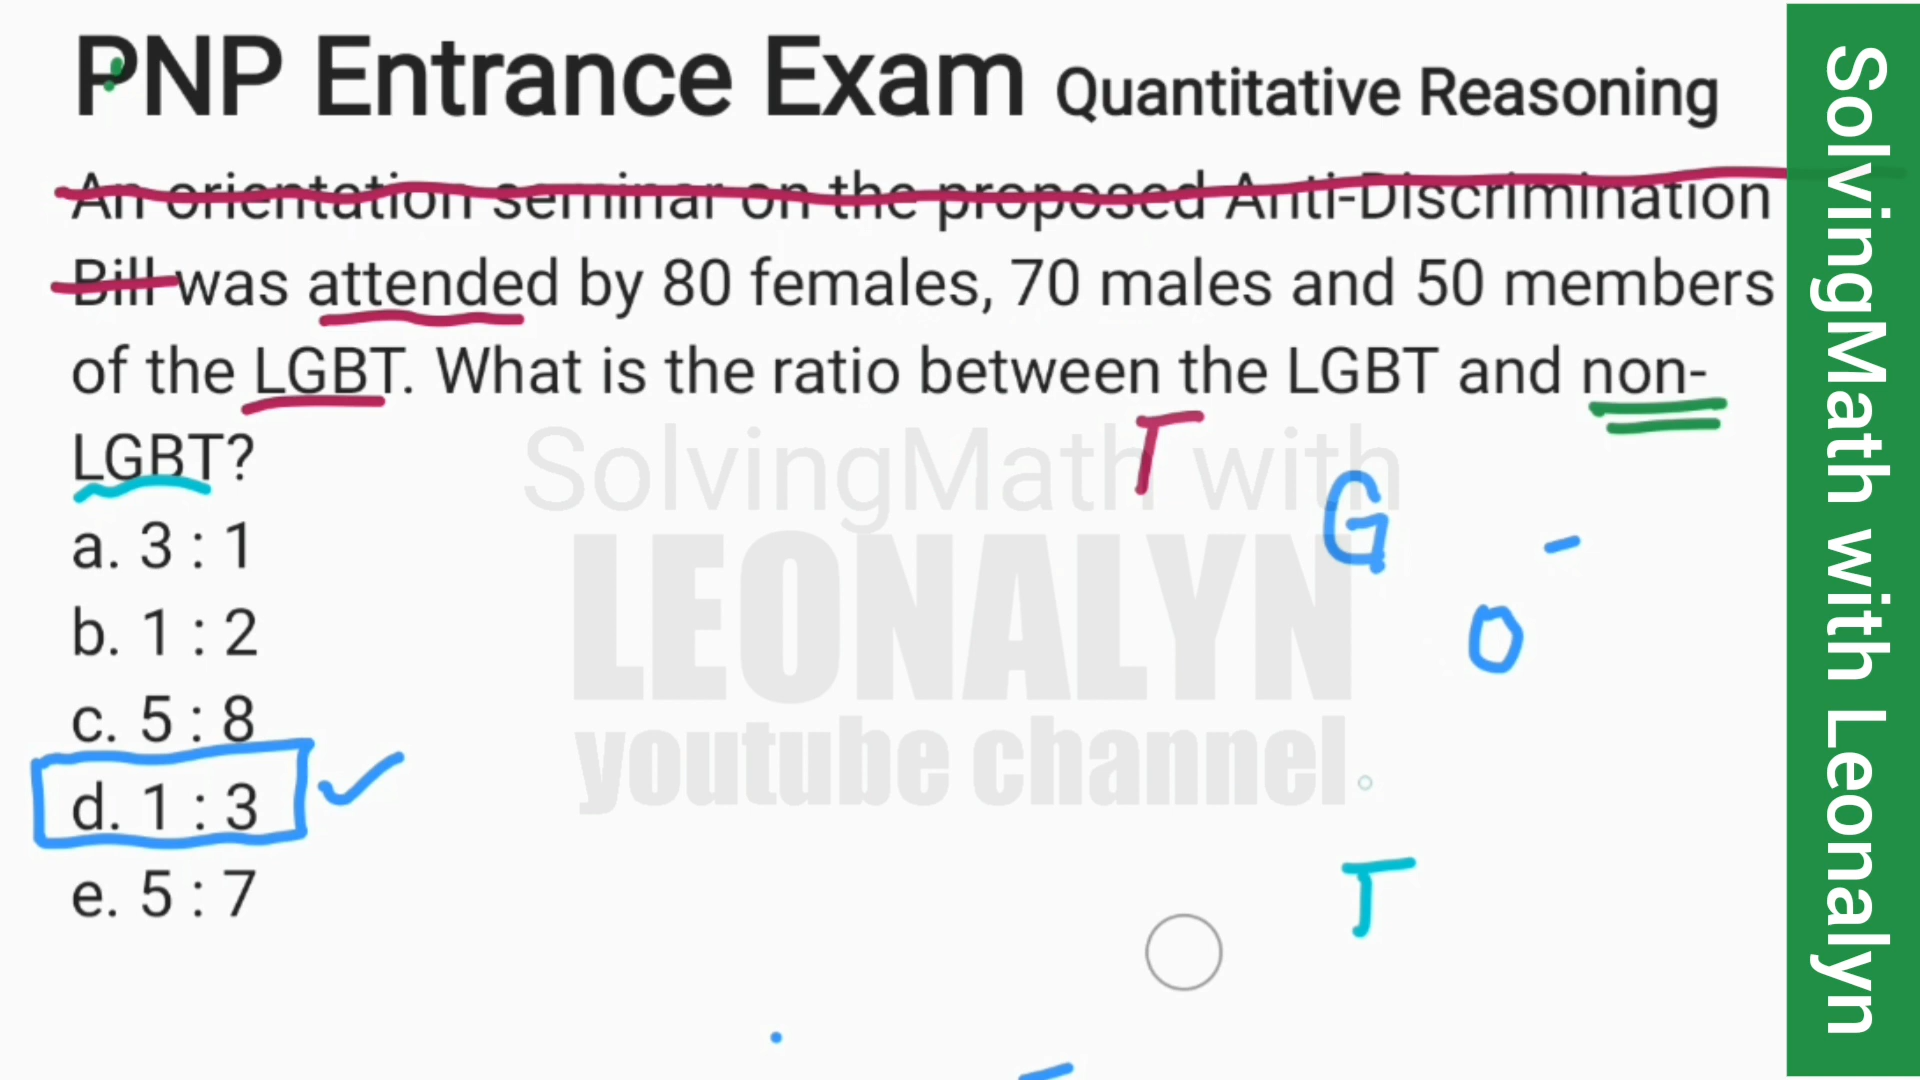 PNP Entrance Exam Quantitative Reasoning
An orientation seminar on the proposed Anti-Discrimination
Bill was attended by 80 females, 70 males and 50 members
of the LGBT. What is the ratio between the LGBT and non-
LGBT?
a. 3 : 1
b. 1 : 2
c. 5 : 8
d. 1 : 3
e. 5 : 7
SolvingMath with
LEONALYN
youtube channel
T
G
O
T
SolvingMath with Leonalyn